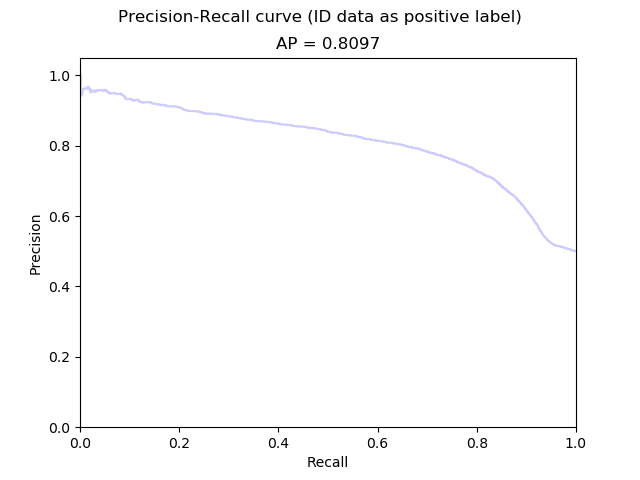 Precision-Recall curve (ID data as positive label)
AP = 0.8097
1.0
0.8
0.6
0.4
0.2
0.0
Precision
0.0 0.2 0.4 0.6 0.8 1.0
Recall